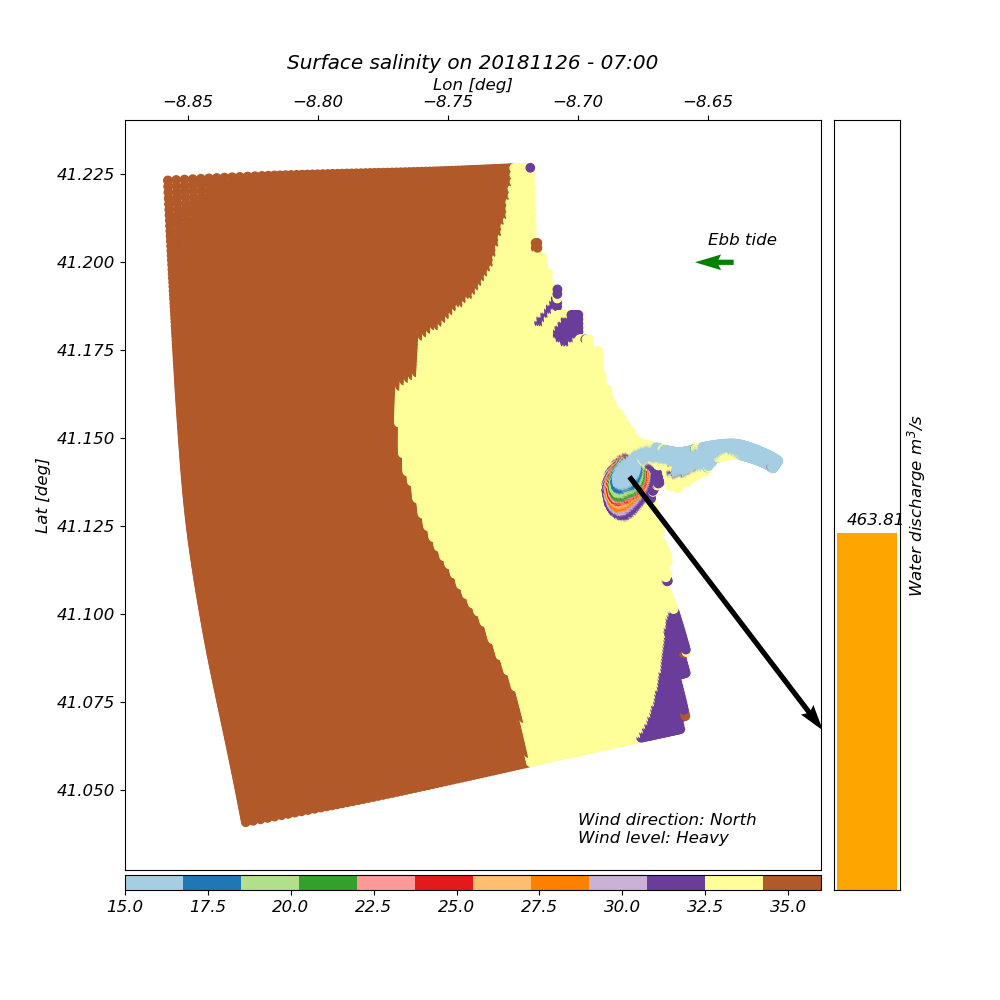 Surface salinity on 20181126 - 07:00
Lon [deg]
−8.85 −8.80 −8.75 −8.70 −8.65
41.225
41.200
41.175
41.150
41.125
41.100
41.075
41.050
Lat [deg]
Ebb tide
Wind direction: North
Wind level: Heavy
15.0 17.5 20.0 22.5 25.0 27.5 30.0 32.5 35.0
463.81
Water discharge m³/s